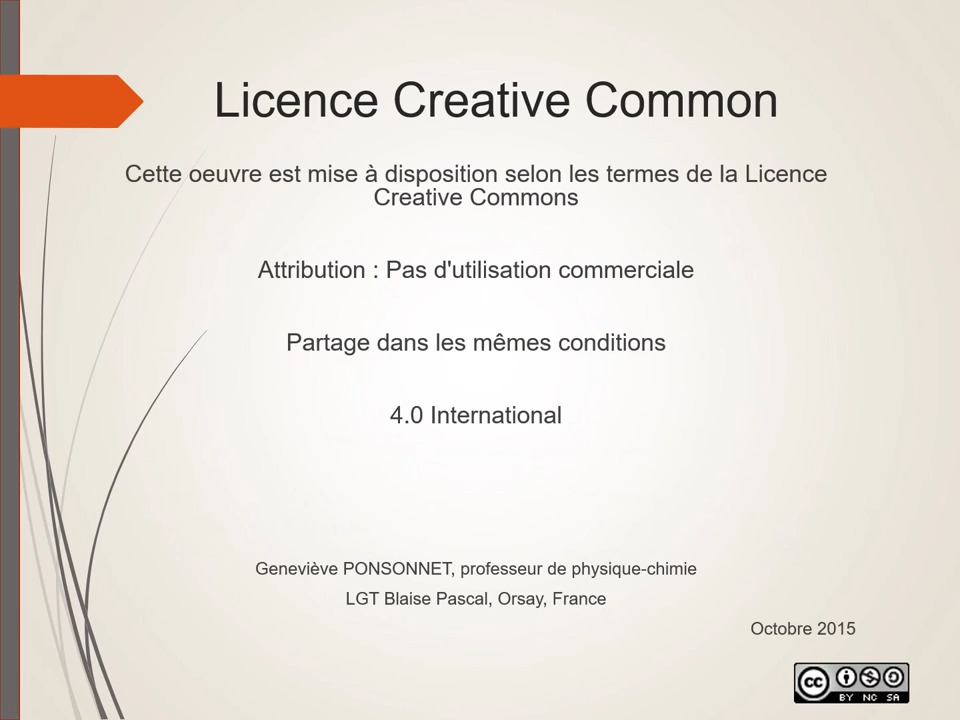 Licence Creative Common
Cette oeuvre est mise à disposition selon les termes de la Licence
Creative Commons
Attribution : Pas d'utilisation commerciale
Partage dans les mêmes conditions
4.0 International
Geneviève PONSONNET, professeur de physique-chimie
LGT Blaise Pascal, Orsay, France
Octobre 2015
cc
BY NC SA